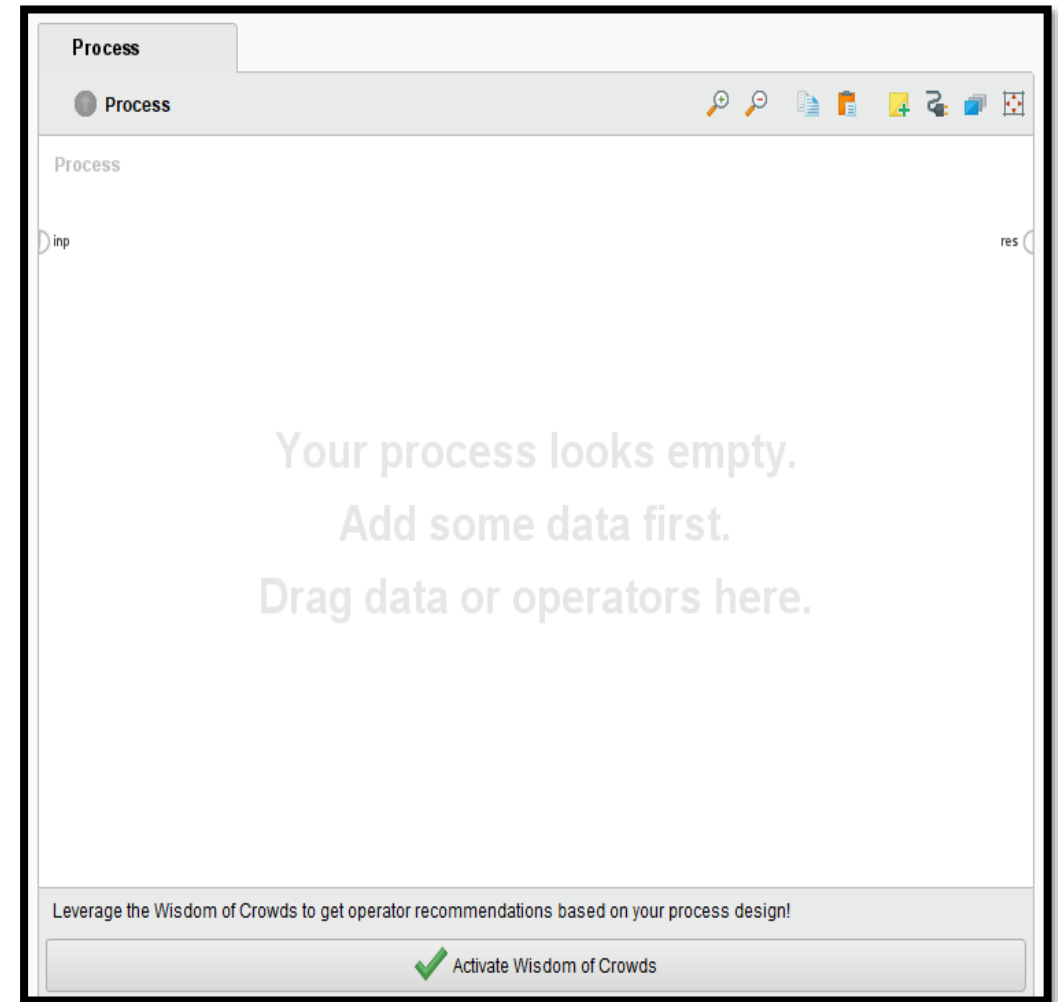 Process
Process
Process
inp
res
Your process looks empty.
Add some data first.
Drag data or operators here.
Leverage the Wisdom of Crowds to get operator recommendations based on your process design!
Activate Wisdom of Crowds